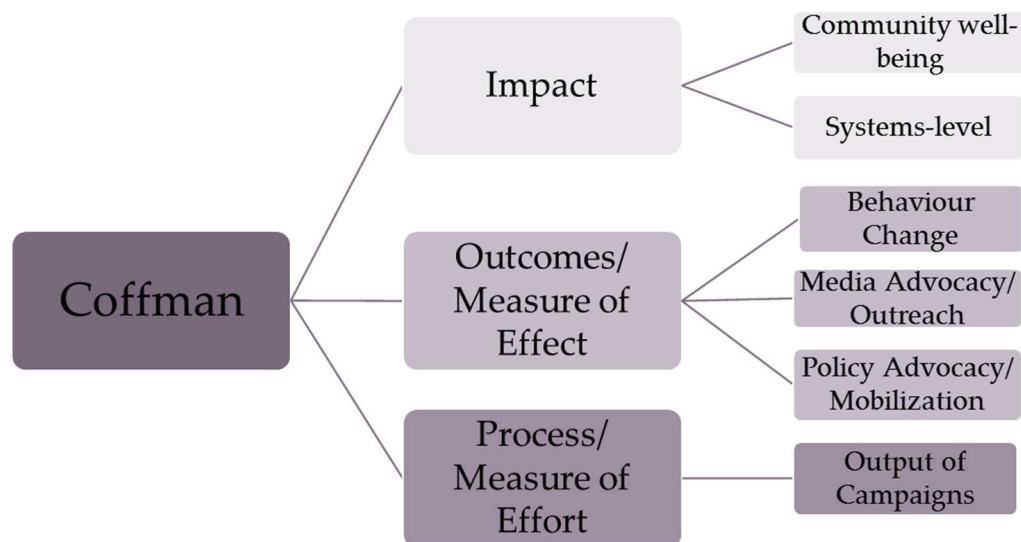 Coffman
Impact
Community well-
being
Systems-level
Outcomes/
Measure of
Effect
Behaviour
Change
Media Advocacy/
Outreach
Policy Advocacy/
Mobilization
Process/
Measure of
Effort
Output of
Campaigns